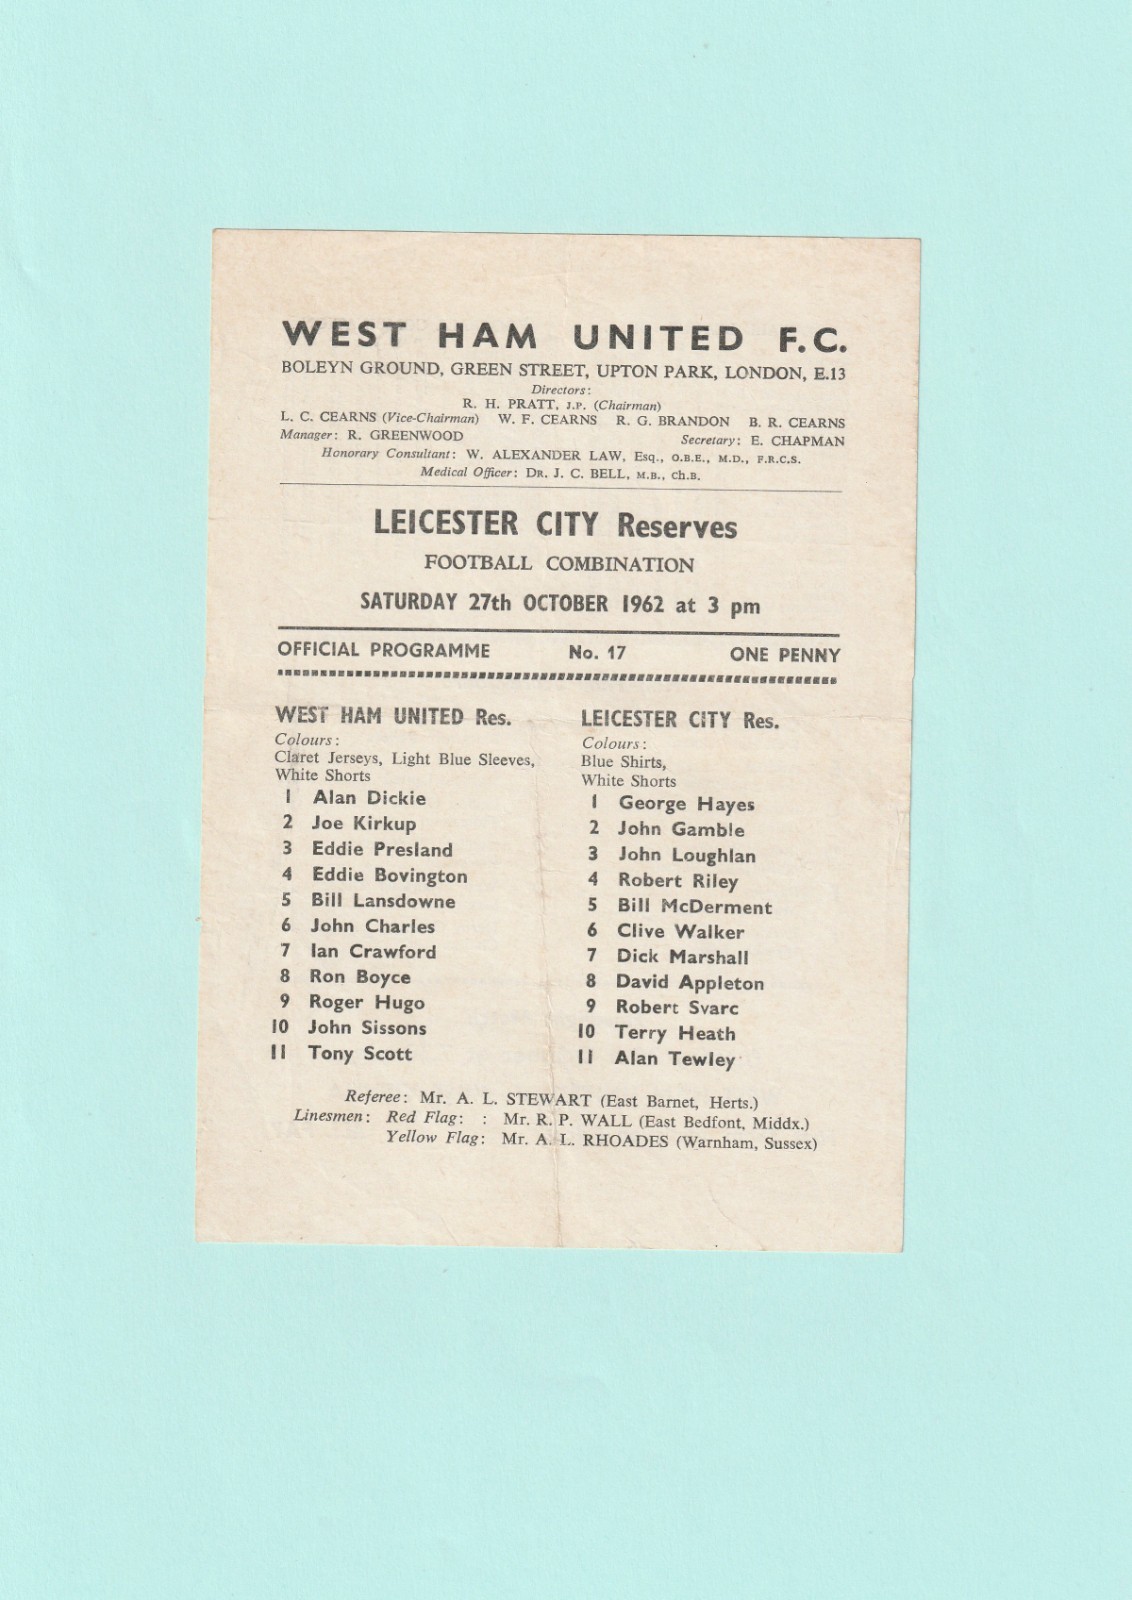 WEST HAM UNITED F.C.
BOLEYN GROUND, GREEN STREET, UPTON PARK, LONDON, E.13
Directors:
R. H. PRATT, J.P. (Chairman)
L. C. CEARNS (Vice-Chairman) W. F. CEARNS R. G. BRANDON B. R. CEARNS
Manager: R. GREENWOOD Secretary: E. CHAPMAN
Honorary Consultant: W. ALEXANDER LAW, Esq., O.B.E., M.D., F.R.C.S.
Medical Officer: DR. J. C. BELL, M.B., Ch.B.
LEICESTER CITY Reserves
FOOTBALL COMBINATION
SATURDAY 27th OCTOBER 1962 at 3 pm
OFFICIAL PROGRAMME No. 17 ONE PENNY
WEST HAM UNITED Res.
Colours:
Claret Jerseys, Light Blue Sleeves,
White Shorts
1 Alan Dickie
2 Joe Kirkup
3 Eddie Presland
4 Eddie Bovington
5 Bill Lansdowne
6 John Charles
7 Ian Crawford
8 Ron Boyce
9 Roger Hugo
10 John Sissons
11 Tony Scott
LEICESTER CITY Res.
Colours:
Blue Shirts,
White Shorts
1 George Hayes
2 John Gamble
3 John Loughlan
4 Robert Riley
5 Bill McDerment
6 Clive Walker
7 Dick Marshall
8 David Appleton
9 Robert Svarc
10 Terry Heath
11 Alan Tewley
Referee: Mr. A. L. STEWART (East Barnet, Herts.)
Linesmen: Red Flag: : Mr. R. P. WALL (East Bedfont, Middx.)
Yellow Flag: Mr. A. L. RHOADES (Warnham, Sussex)